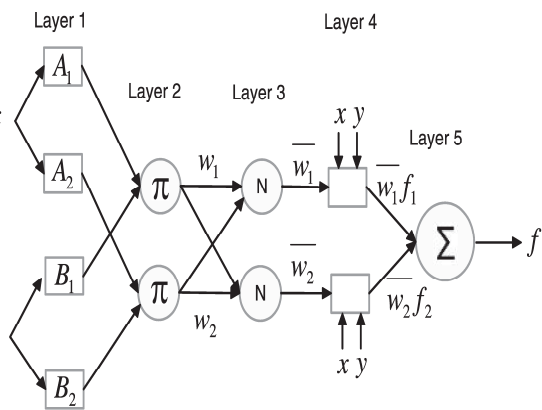 Layer 1
Layer 4
A₁
Layer 2
Layer 3
x y
Layer 5
A₂
w₁
w̅₁
w̅₁f₁
π
N
Σ
f
B₁
π
N
w̅₂
w̅₂f₂
w₂
x y
B₂